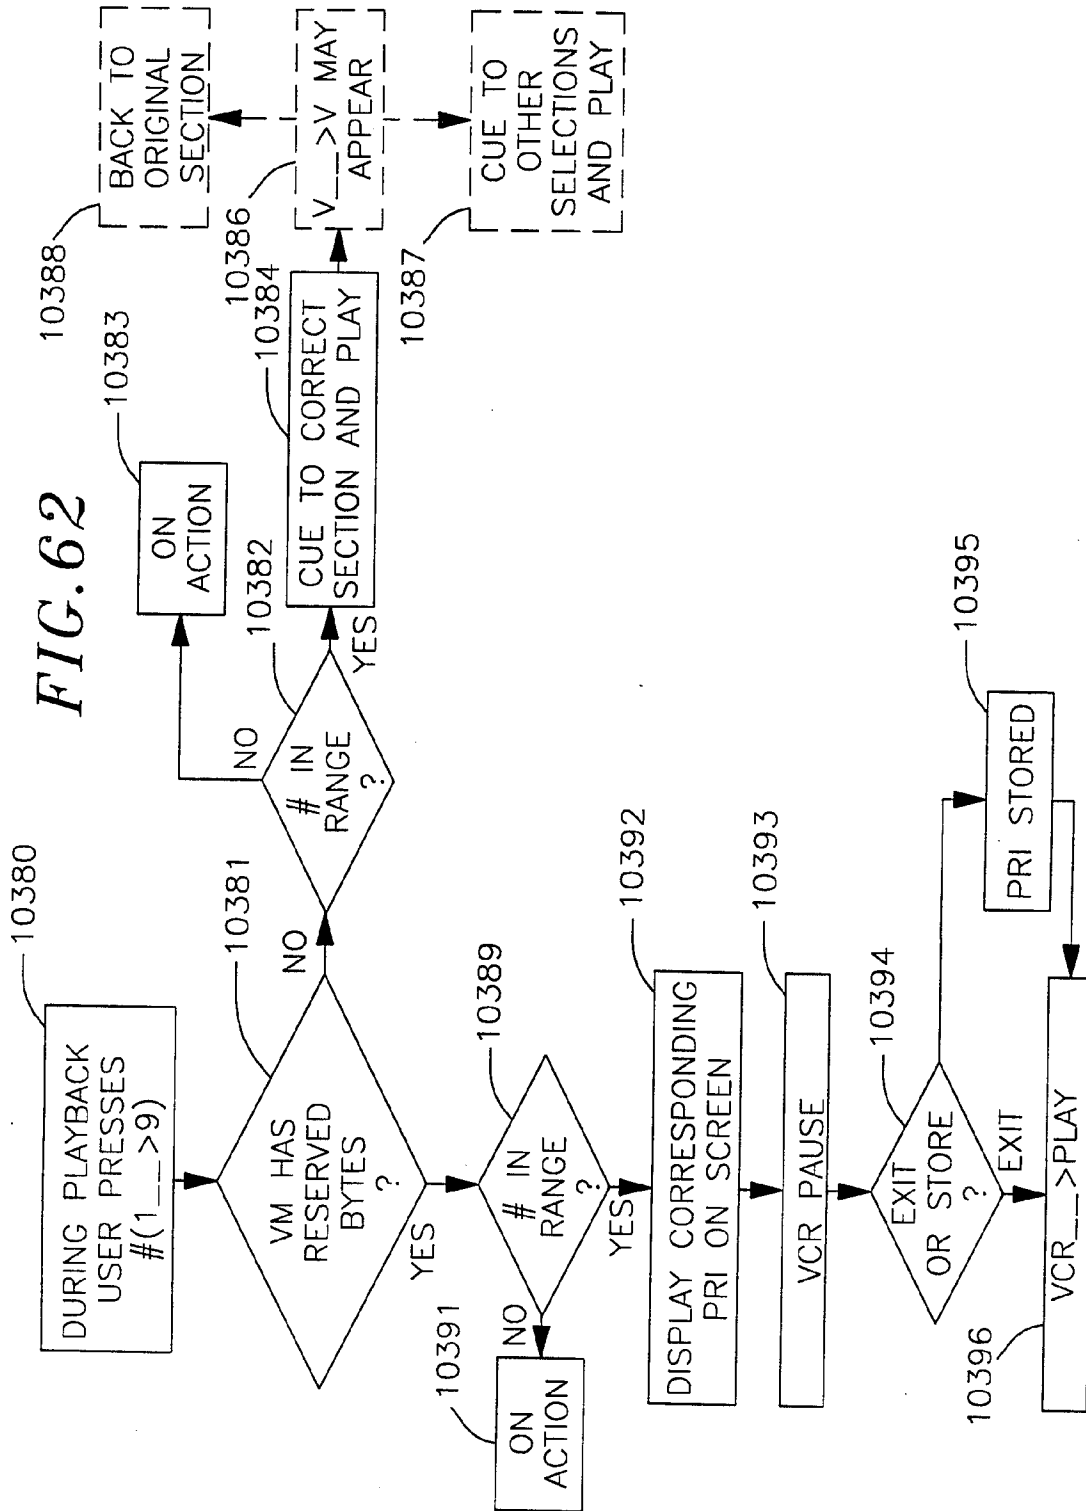 FIG.62
10380
DURING PLAYBACK
USER PRESSES
#(1__>9)
10381
VM HAS
RESERVED
BYTES
?
NO
YES
10382
# IN
RANGE
?
NO
YES
10383
ON
ACTION
10384
CUE TO CORRECT
SECTION AND PLAY
10386
V__>V MAY
APPEAR
10388
BACK TO
ORIGINAL
SECTION
10387
CUE TO
OTHER
SELECTIONS
AND PLAY
10389
# IN
RANGE
?
NO
YES
10391
ON
ACTION
10392
DISPLAY CORRESPONDING
PRI ON SCREEN
10393
VCR PAUSE
10394
EXIT
OR STORE
?
EXIT
10395
PRI STORED
10396
VCR__>PLAY